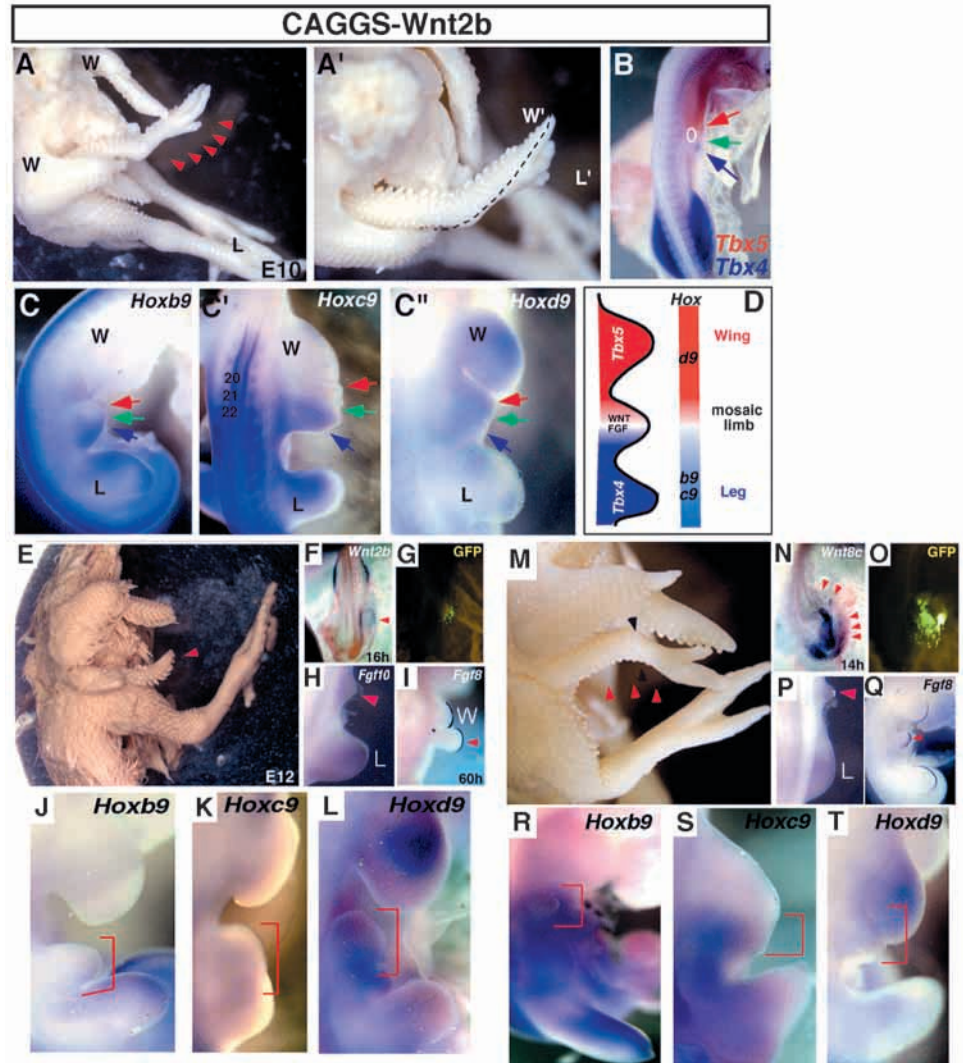 CAGGS-Wnt2b
A
W
W
L
E10
A'
W'
L'
B
0
Tbx5
Tbx4
C
Hoxb9
W
L
C'
Hoxc9
W
20
21
22
L
C"
Hoxd9
W
L
D
Hox
Tbx5
d9
Wing
WNT
FGF
mosaic
limb
Tbx4
b9
c9
Leg
E
E12
F
Wnt2b
16h
G
GFP
H
Fgf10
L
I
Fgf8
W
60h
J
Hoxb9
K
Hoxc9
L
Hoxd9
M
N
Wnt8c
14h
O
GFP
P
L
Q
Fgf8
R
Hoxb9
S
Hoxc9
T
Hoxd9